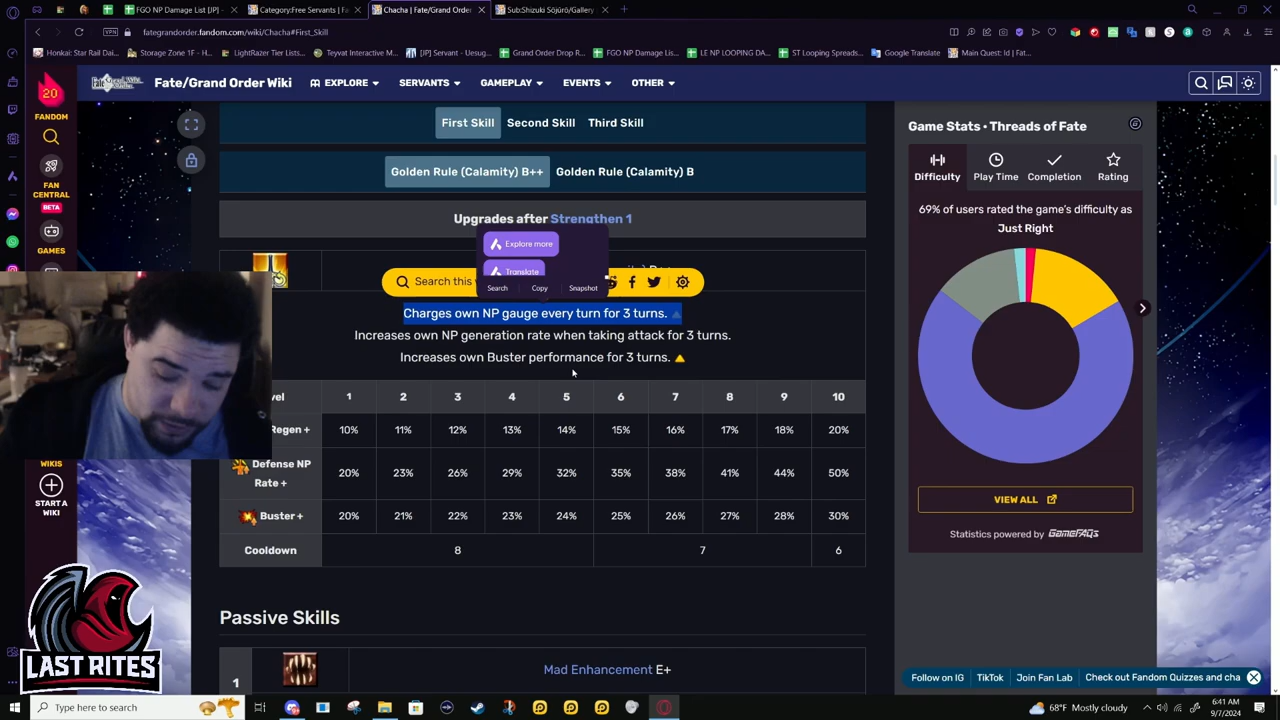 FGO NP Damage List [JP] -
Category:Free Servants | Fa
Chacha | Fate/Grand Order
Sub:Shizuki Sōjūrō/Gallery
VPN
fategrandorder.fandom.com/wiki/Chacha#First_Skill
Honkai: Star Rail Dai...
Storage Zone 1F - H...
LightRazer Tier Lists...
Teyvat Interactive M...
[JP] Servant - Uesug...
Grand Order Drop R...
FGO NP Damage Lis...
LE NP LOOPING DA...
ST Looping Spreads...
Google Translate
Main Quest: Id | Fat...
20
FANDOM
FAN CENTRAL
BETA
GAMES
WIKIS
START A WIKI
Fate/Grand Order Wiki
EXPLORE
SERVANTS
GAMEPLAY
EVENTS
OTHER
First Skill
Second Skill
Third Skill
Golden Rule (Calamity) B++
Golden Rule (Calamity) B
Upgrades after Strengthen 1
Explore more
Translate
Search this
Search
Copy
Snapshot
Charges own NP gauge every turn for 3 turns.
Increases own NP generation rate when taking attack for 3 turns.
Increases own Buster performance for 3 turns.
vel 1 2 3 4 5 6 7 8 9 10
Regen + 10% 11% 12% 13% 14% 15% 16% 17% 18% 20%
Defense NP Rate + 20% 23% 26% 29% 32% 35% 38% 41% 44% 50%
Buster + 20% 21% 22% 23% 24% 25% 26% 27% 28% 30%
Cooldown 8 7 6
Passive Skills
1
Mad Enhancement E+
Game Stats • Threads of Fate
Difficulty
Play Time
Completion
Rating
69% of users rated the game's difficulty as
Just Right
VIEW ALL
Statistics powered by GameFAQs
Follow on IG
TikTok
Join Fan Lab
Check out Fandom Quizzes and cha
LAST RITES
Type here to search
68°F Mostly cloudy
6:41 AM
9/7/2024